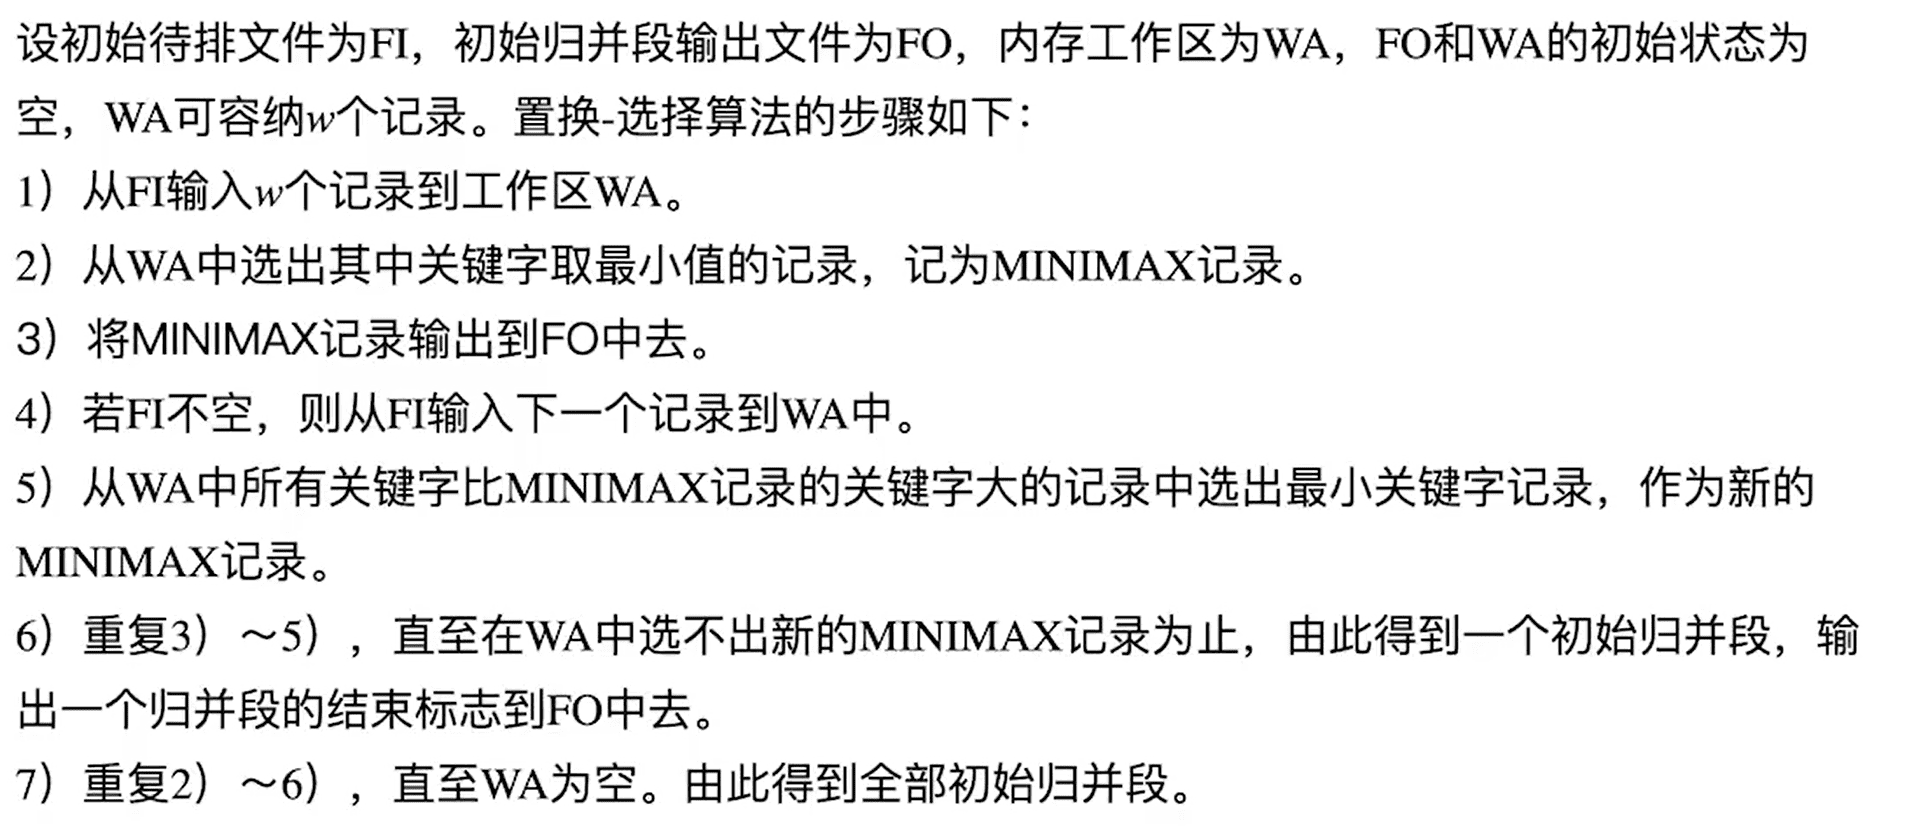 设初始待排文件为FI，初始归并段输出文件为FO，内存工作区为WA，FO和WA的初始状态为
空，WA可容纳w个记录。置换-选择算法的步骤如下：
1）从FI输入w个记录到工作区WA。
2）从WA中选出其中关键字取最小值的记录，记为MINIMAX记录。
3）将MINIMAX记录输出到FO中去。
4）若FI不空，则从FI输入下一个记录到WA中。
5）从WA中所有关键字比MINIMAX记录的关键字大的记录中选出最小关键字记录，作为新的
MINIMAX记录。
6）重复3）～5），直至在WA中选不出新的MINIMAX记录为止，由此得到一个初始归并段，输
出一个归并段的结束标志到FO中去。
7）重复2）～6），直至WA为空。由此得到全部初始归并段。